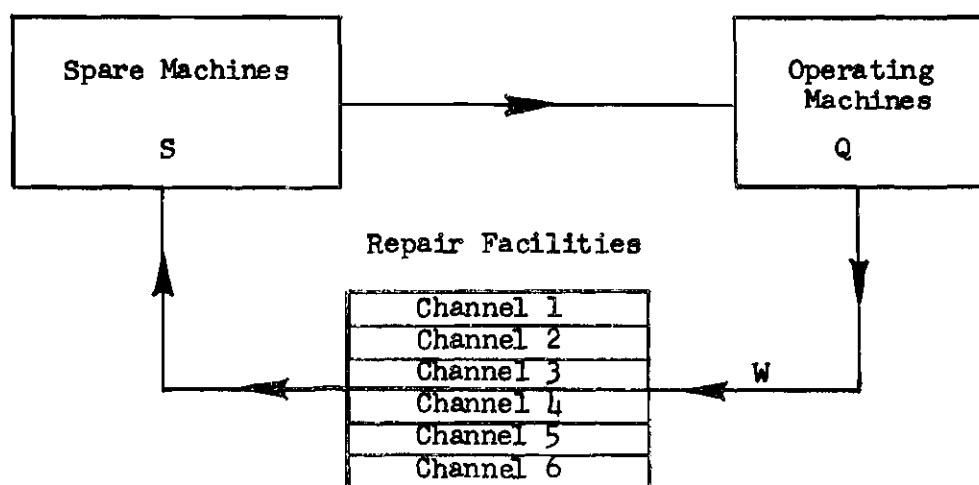 Spare Machines
S
Operating
Machines
Q
Repair Facilities
Channel 1
Channel 2
Channel 3
Channel 4
Channel 5
Channel 6
W